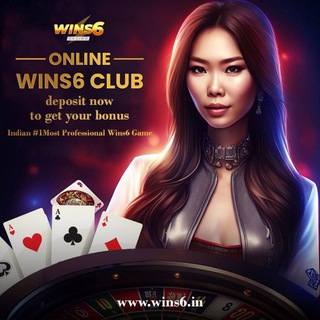 WINS6
ONLINE
WINS6 CLUB
deposit now
to get your bonus
Indian #1Most Professional Wins6 Game
A
A
A
www.wins6.in